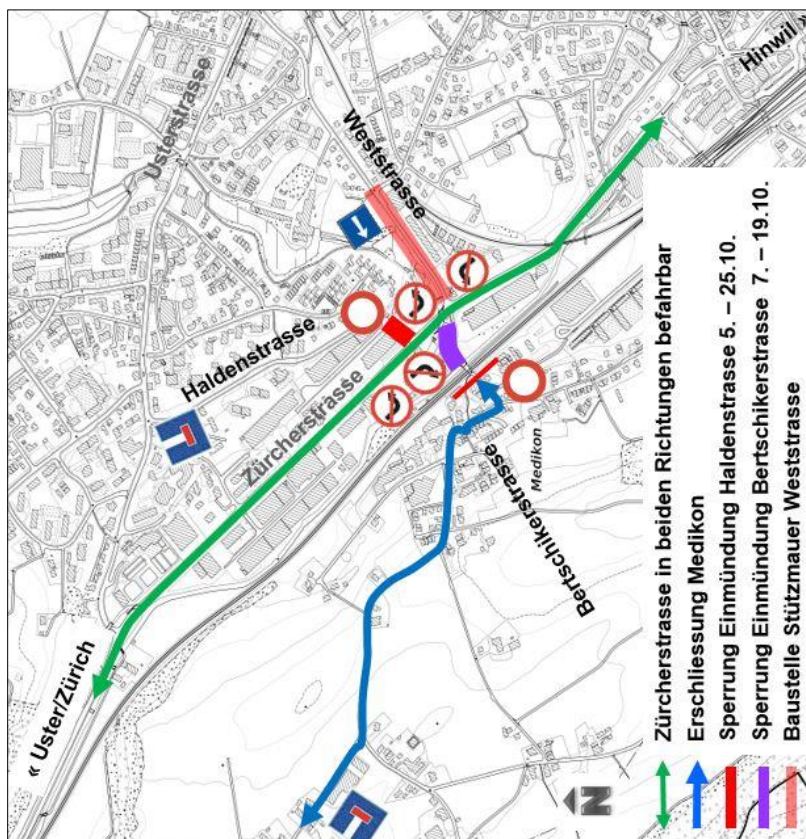 « Uster/Zürich
Usterstrasse
Weststrasse
Haldenstrasse
Zürcherstrasse
Hinwil »
Bertschikerstrasse
Medikon
N
Zürcherstrasse in beiden Richtungen befahrbar
Erschliessung Medikon
Sperrung Einmündung Haldenstrasse 5. – 25.10.
Sperrung Einmündung Bertschikerstrasse 7. – 19.10.
Baustelle Stützmauer Weststrasse